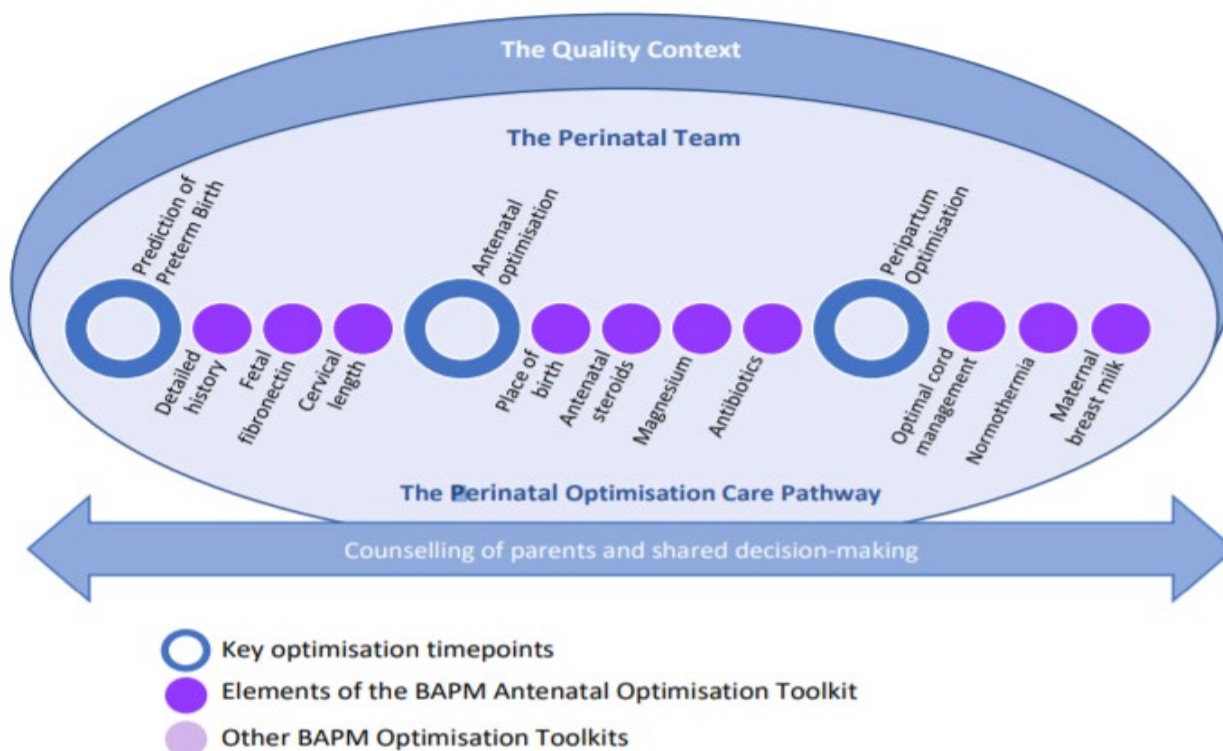 The Quality Context
The Perinatal Team
Prediction of
Preterm Birth
Detailed
history
Fetal
fibronectin
Cervical
length
Antenatal
optimisation
Place of
birth
Antenatal
steroids
Magnesium
Antibiotics
Peripartum
Optimisation
Optimal cord
management
Normothermia
Maternal
breast milk
The Perinatal Optimisation Care Pathway
Counselling of parents and shared decision-making
Key optimisation timepoints
Elements of the BAPM Antenatal Optimisation Toolkit
Other BAPM Optimisation Toolkits